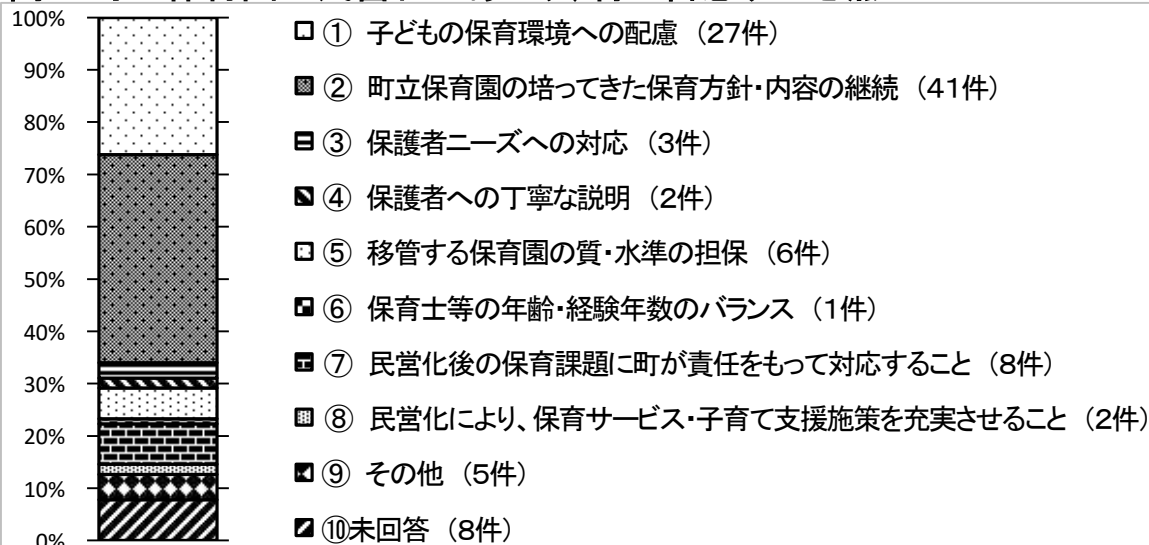 100%
90%
80%
70%
60%
50%
40%
30%
20%
10%
0%
① 子どもの保育環境への配慮 （27件）
② 町立保育園の培ってきた保育方針・内容の継続 （41件）
③ 保護者ニーズへの対応 （3件）
④ 保護者への丁寧な説明 （2件）
⑤ 移管する保育園の質・水準の担保 （6件）
⑥ 保育士等の年齢・経験年数のバランス （1件）
⑦ 民営化後の保育課題に町が責任をもって対応すること （8件）
⑧ 民営化により、保育サービス・子育て支援施策を充実させること （2件）
⑨ その他 （5件）
⑩未回答 （8件）